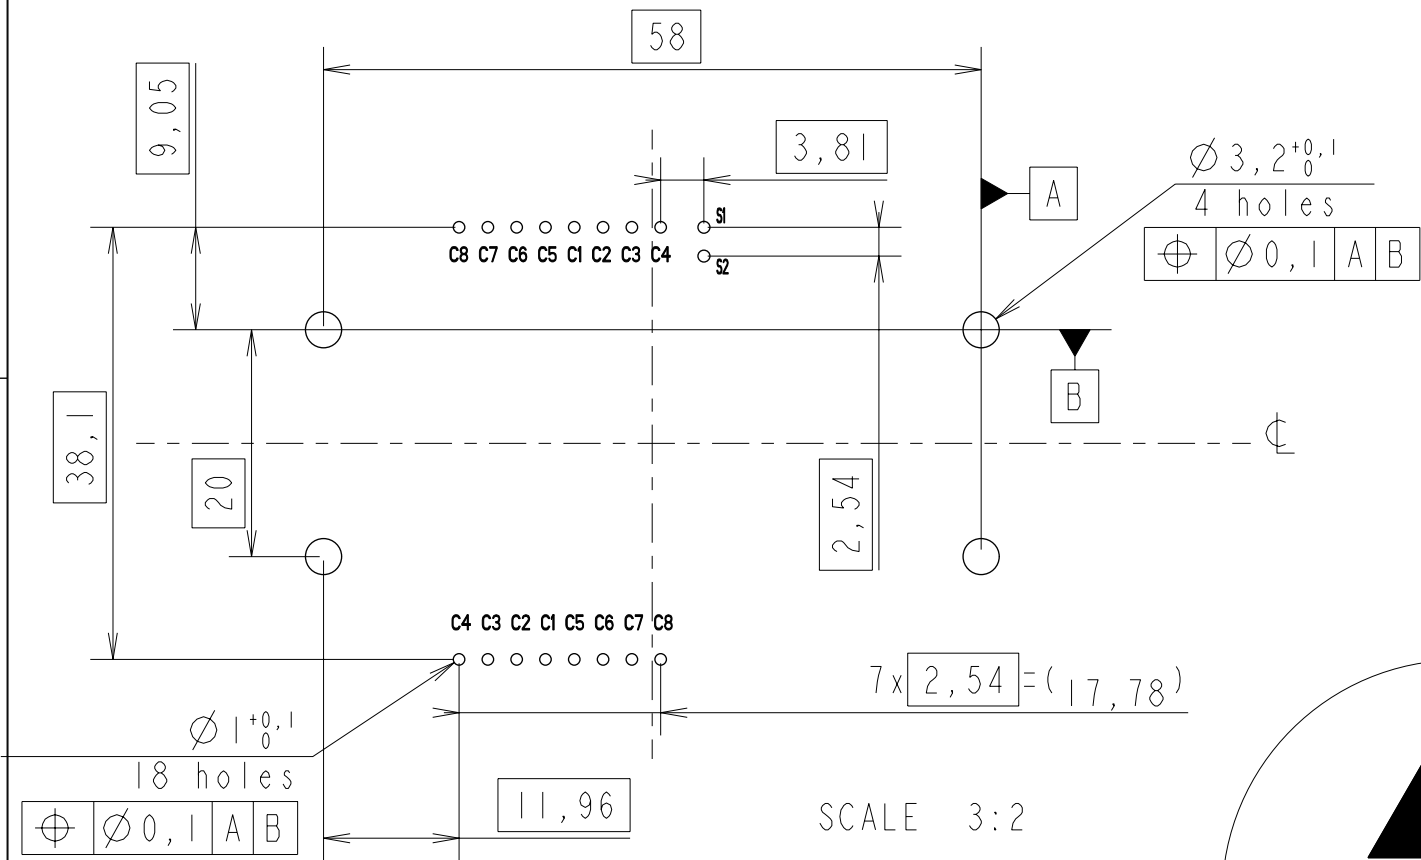 58
9,05
3,81
A
Ø 3,2 +0,1 0
4 holes
⌖ Ø 0,1 A B
S1
C8 C7 C6 C5 C1 C2 C3 C4
S2
B
38,1
℄
20
2,54
C4 C3 C2 C1 C5 C6 C7 C8
7x 2,54 =( 17,78 )
Ø 1 +0,1 0
18 holes
⌖ Ø 0,1 A B
11,96
SCALE 3:2